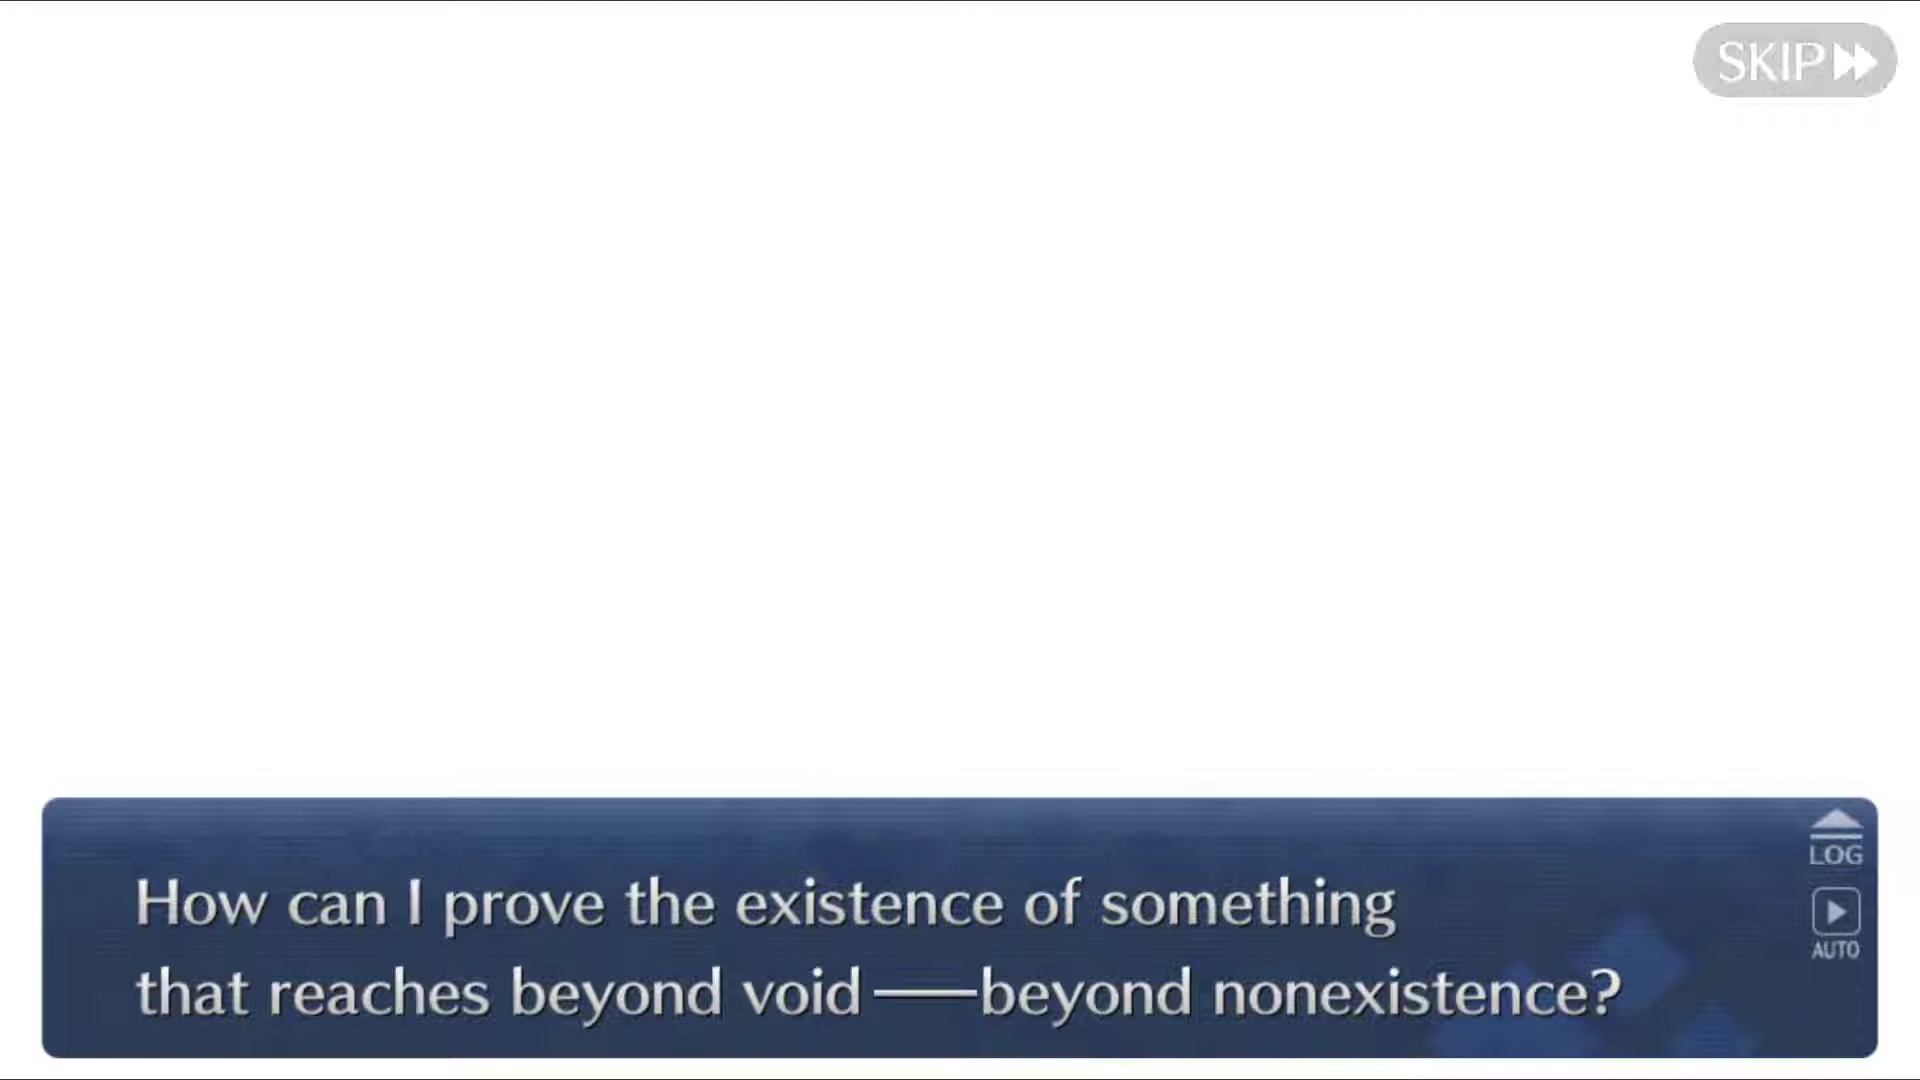 SKIP
LOG
How can I prove the existence of something
AUTO
that reaches beyond void ——beyond nonexistence?